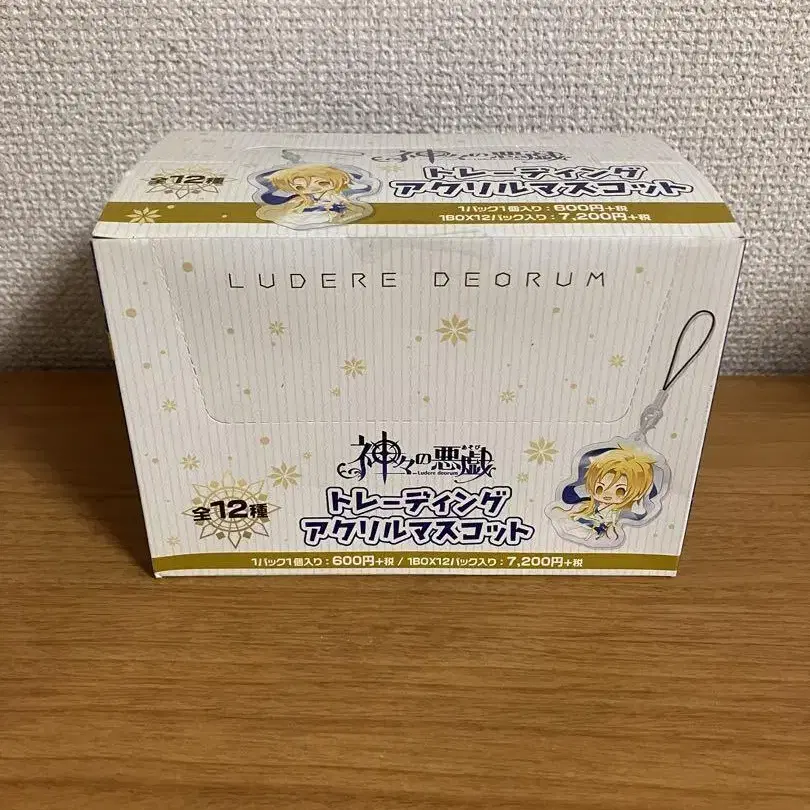 神々の悪戯
全12種
トレーディング
アクリルマスコット
1パック1個入り：600円+税
1BOX12パック入り：7,200円+税
LUDERE DEORUM
あそび
神々の悪戯
Ludere deorum
全12種
トレーディング
アクリルマスコット
1パック1個入り：600円+税 / 1BOX12パック入り：7,200円+税